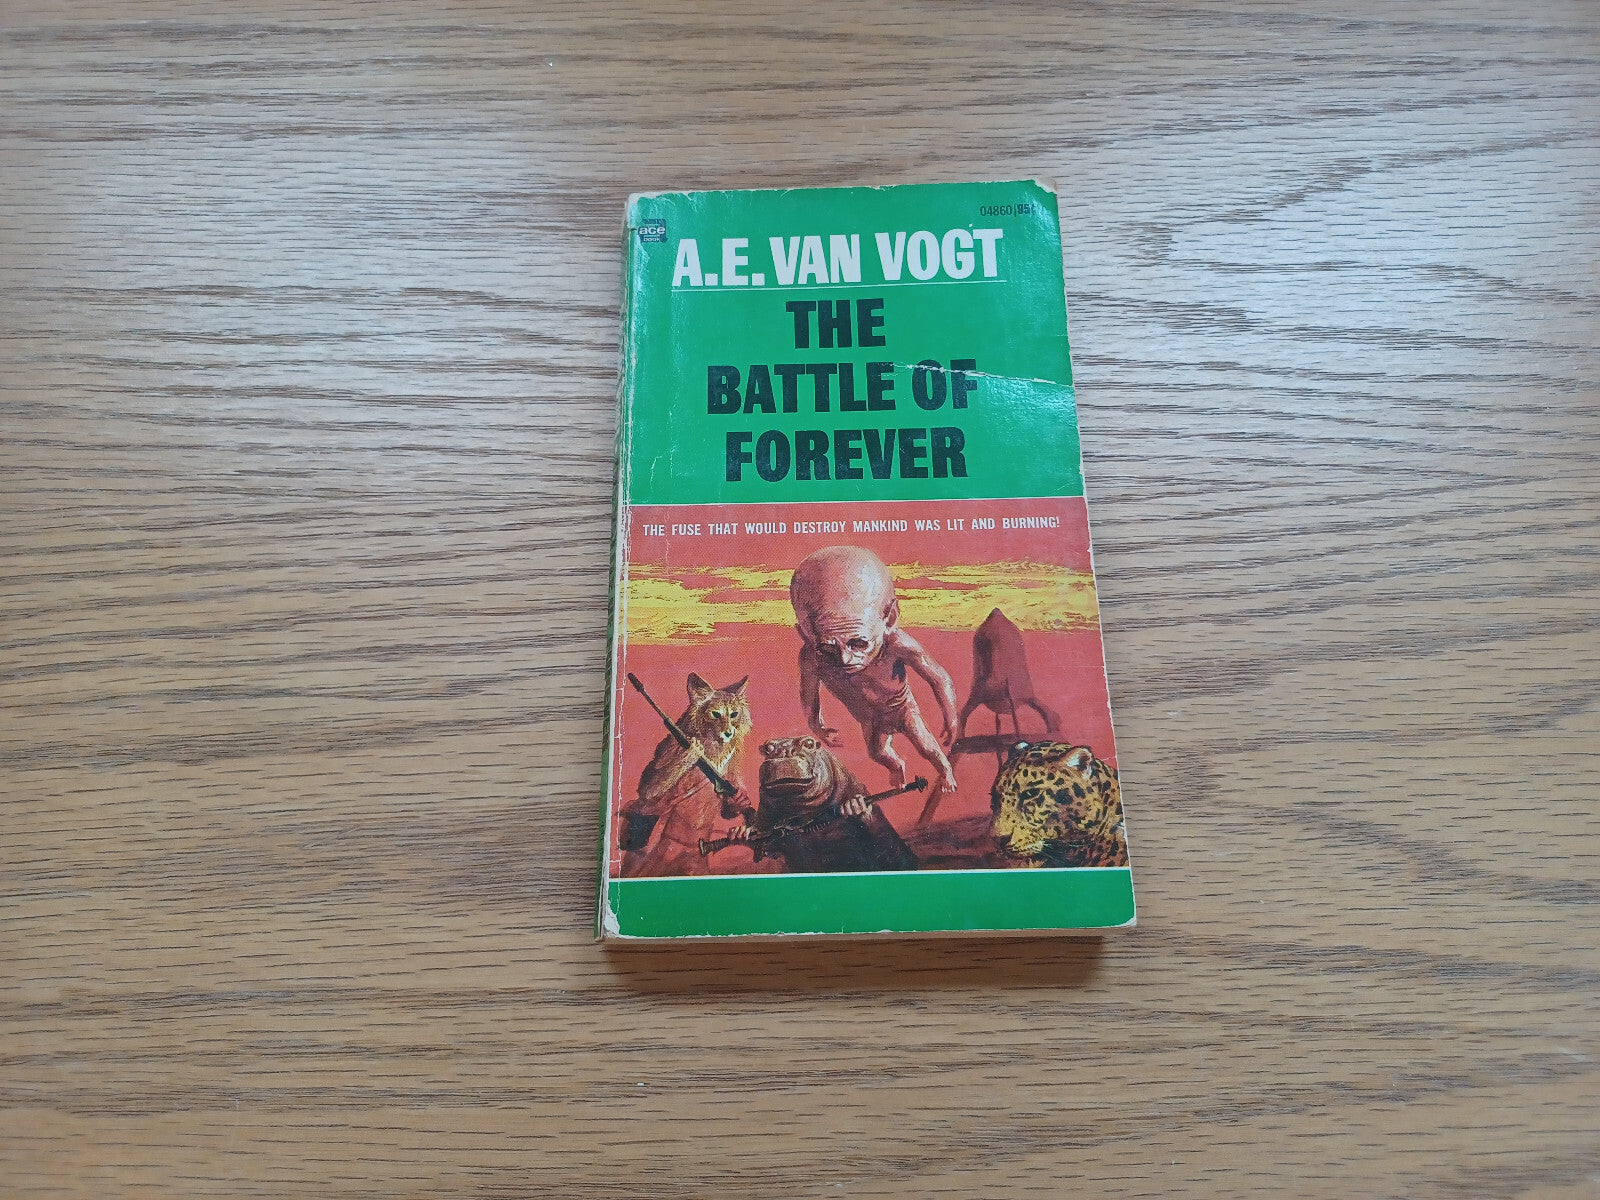 04860 95¢
ace
book
A.E. VAN VOGT
THE
BATTLE OF
FOREVER
THE FUSE THAT WOULD DESTROY MANKIND WAS LIT AND BURNING!